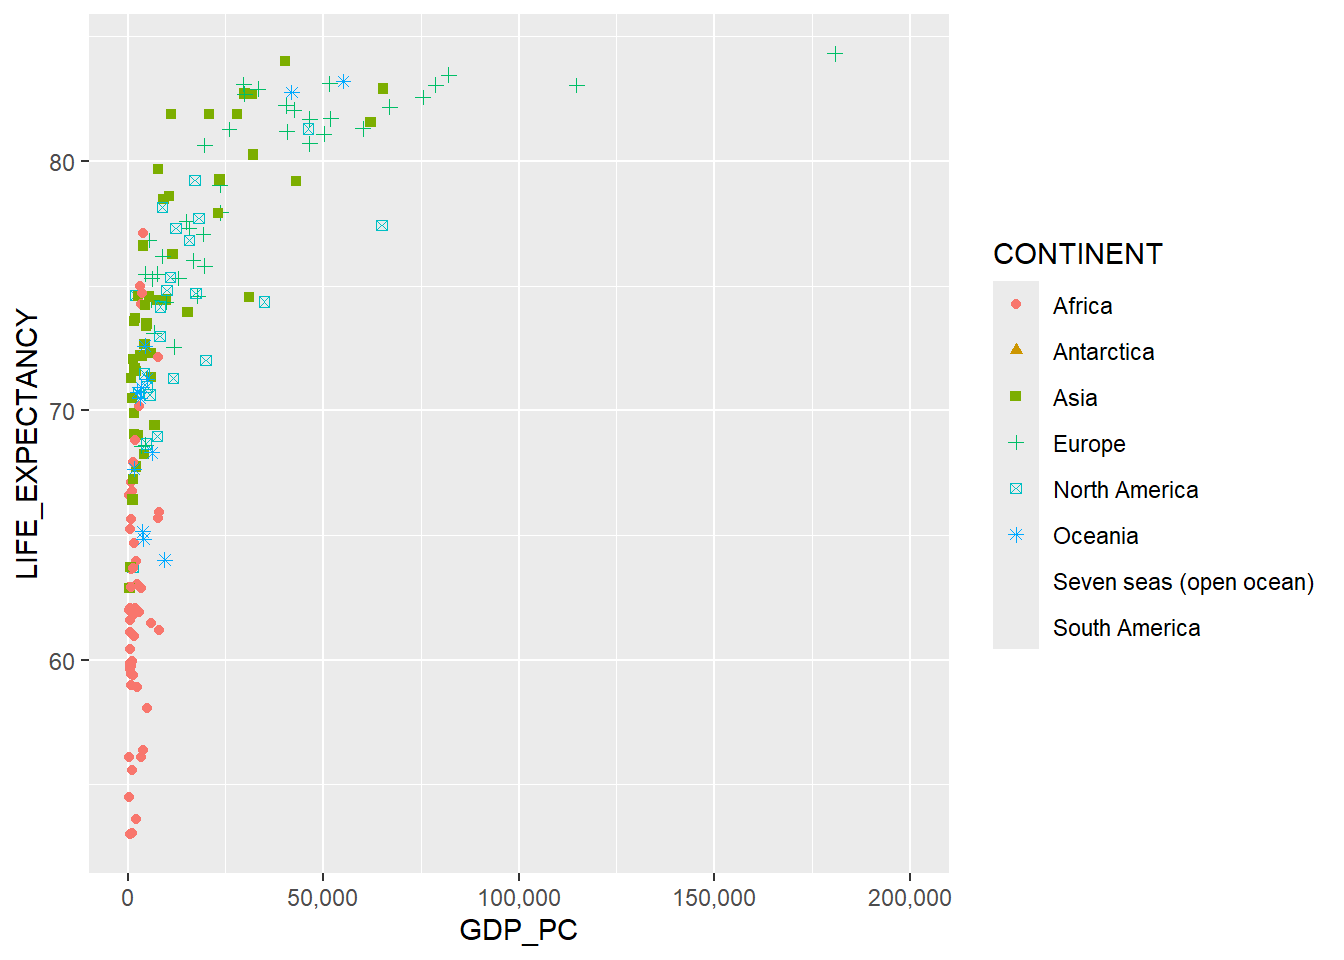 80
70
60
LIFE_EXPECTANCY
0
50,000
100,000
150,000
200,000
GDP_PC
CONTINENT
Africa
Antarctica
Asia
Europe
North America
Oceania
Seven seas (open ocean)
South America